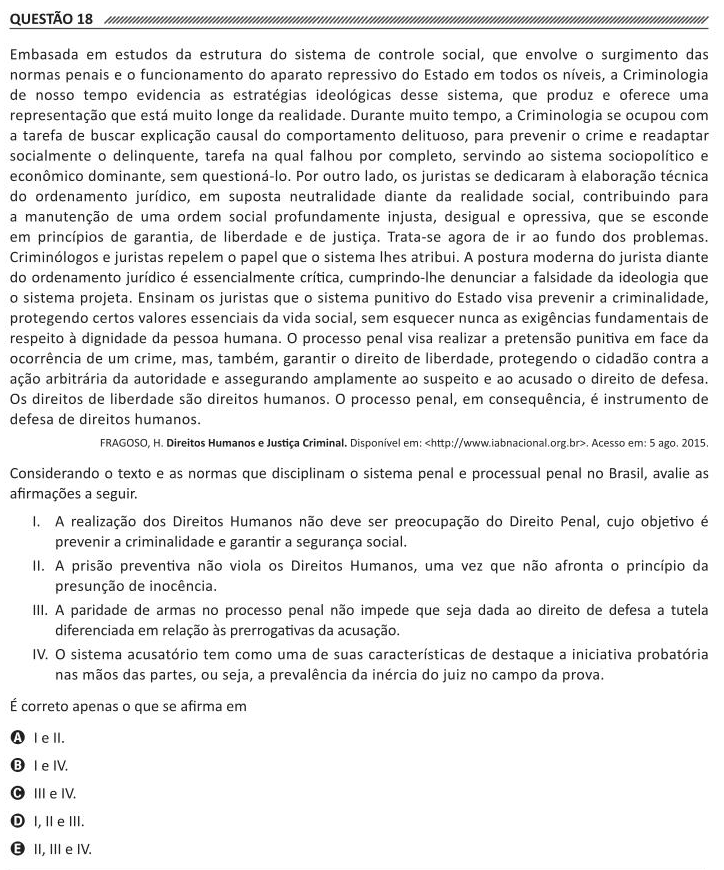 QUESTÃO 18
Embasada em estudos da estrutura do sistema de controle social, que envolve o surgimento das
normas penais e o funcionamento do aparato repressivo do Estado em todos os níveis, a Criminologia
de nosso tempo evidencia as estratégias ideológicas desse sistema, que produz e oferece uma
representação que está muito longe da realidade. Durante muito tempo, a Criminologia se ocupou com
a tarefa de buscar explicação causal do comportamento delituoso, para prevenir o crime e readaptar
socialmente o delinquente, tarefa na qual falhou por completo, servindo ao sistema sociopolítico e
econômico dominante, sem questioná-lo. Por outro lado, os juristas se dedicaram à elaboração técnica
do ordenamento jurídico, em suposta neutralidade diante da realidade social, contribuindo para
a manutenção de uma ordem social profundamente injusta, desigual e opressiva, que se esconde
em princípios de garantia, de liberdade e de justiça. Trata-se agora de ir ao fundo dos problemas.
Criminólogos e juristas repelem o papel que o sistema lhes atribui. A postura moderna do jurista diante
do ordenamento jurídico é essencialmente crítica, cumprindo-lhe denunciar a falsidade da ideologia que
o sistema projeta. Ensinam os juristas que o sistema punitivo do Estado visa prevenir a criminalidade,
protegendo certos valores essenciais da vida social, sem esquecer nunca as exigências fundamentais de
respeito à dignidade da pessoa humana. O processo penal visa realizar a pretensão punitiva em face da
ocorrência de um crime, mas, também, garantir o direito de liberdade, protegendo o cidadão contra a
ação arbitrária da autoridade e assegurando amplamente ao suspeito e ao acusado o direito de defesa.
Os direitos de liberdade são direitos humanos. O processo penal, em consequência, é instrumento de
defesa de direitos humanos.
FRAGOSO, H. Direitos Humanos e Justiça Criminal. Disponível em: <http://www.iabnacional.org.br>. Acesso em: 5 ago. 2015.
Considerando o texto e as normas que disciplinam o sistema penal e processual penal no Brasil, avalie as
afirmações a seguir.
I. A realização dos Direitos Humanos não deve ser preocupação do Direito Penal, cujo objetivo é
prevenir a criminalidade e garantir a segurança social.
II. A prisão preventiva não viola os Direitos Humanos, uma vez que não afronta o princípio da
presunção de inocência.
III. A paridade de armas no processo penal não impede que seja dada ao direito de defesa a tutela
diferenciada em relação às prerrogativas da acusação.
IV. O sistema acusatório tem como uma de suas características de destaque a iniciativa probatória
nas mãos das partes, ou seja, a prevalência da inércia do juiz no campo da prova.
É correto apenas o que se afirma em
A I e II.
B I e IV.
C III e IV.
D I, II e III.
E II, III e IV.